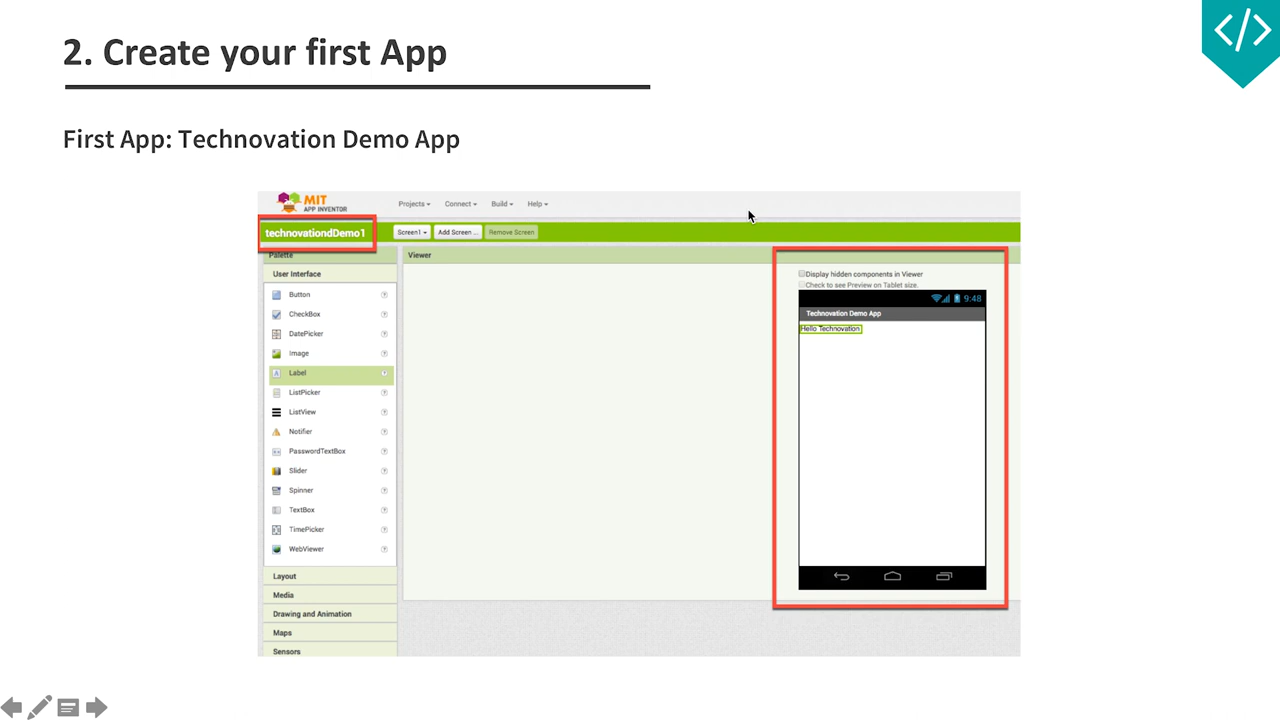 2. Create your first App
</>
First App: Technovation Demo App
MIT
APP INVENTOR
Projects
Connect
Build
Help
technovationdDemo1
Screen1
Add Screen ...
Remove Screen
Palette
Viewer
User Interface
Button
CheckBox
DatePicker
Image
Label
ListPicker
ListView
Notifier
PasswordTextBox
Slider
Spinner
TextBox
TimePicker
WebViewer
Layout
Media
Drawing and Animation
Maps
Sensors
Display hidden components in Viewer
Check to see Preview on Tablet size.
9:48
Technovation Demo App
Hello Technovation